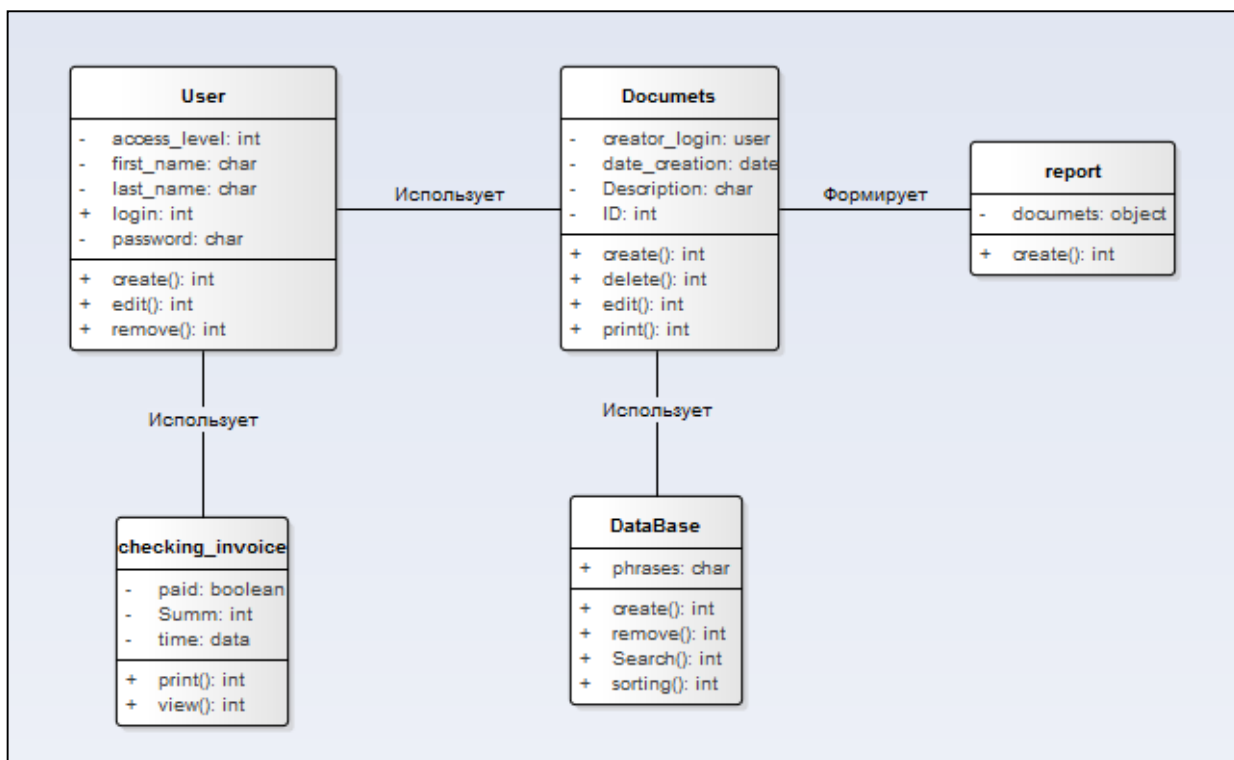 User
- access_level: int
- first_name: char
- last_name: char
+ login: int
- password: char
+ create(): int
+ edit(): int
+ remove(): int
Использует
Documets
- creator_login: user
- date_creation: date
- Description: char
- ID: int
+ create(): int
+ delete(): int
+ edit(): int
+ print(): int
Формирует
report
- documets: object
+ create(): int
Использует
Использует
checking_invoice
- paid: boolean
- Summ: int
- time: data
+ print(): int
+ view(): int
DataBase
+ phrases: char
+ create(): int
+ remove(): int
+ Search(): int
+ sorting(): int